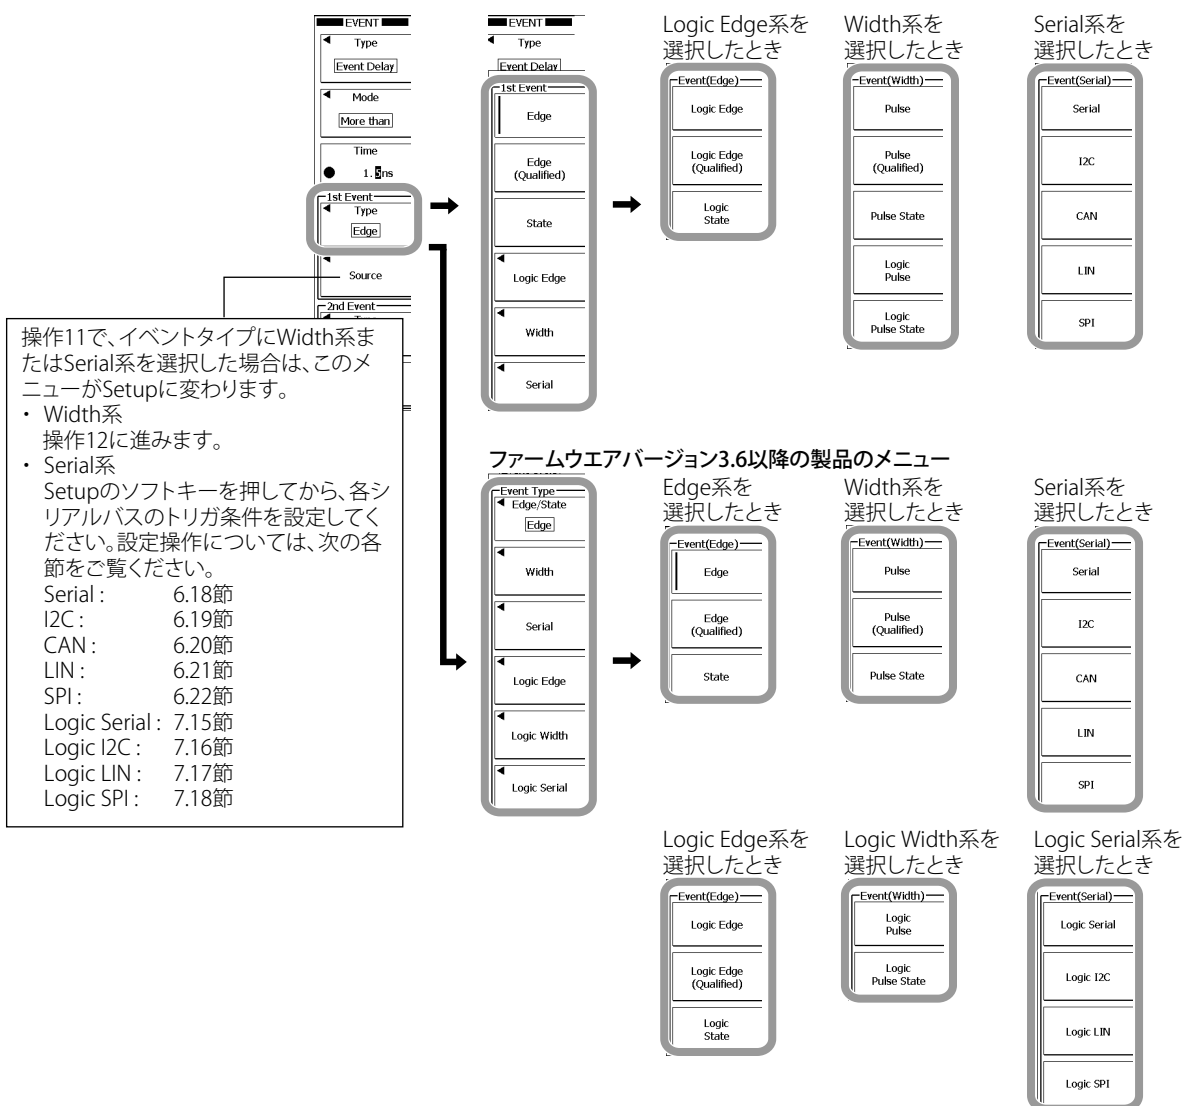 EVENT
Type
Event Delay
Mode
More than
Time
1.5ns
1st Event
Type
Edge
Source
2nd Event
EVENT
Type
Event Delay
1st Event
Edge
Edge
(Qualified)
State
Logic Edge
Width
Serial
Logic Edge系を
選択したとき
Event(Edge)
Logic Edge
Logic Edge
(Qualified)
Logic
State
Width系を
選択したとき
Event(Width)
Pulse
Pulse
(Qualified)
Pulse State
Logic
Pulse
Logic
Pulse State
Serial系を
選択したとき
Event(Serial)
Serial
I2C
CAN
LIN
SPI
操作11で、イベントタイプにWidth系ま
たはSerial系を選択した場合は、このメ
ニューがSetupに変わります。
・ Width系
操作12に進みます。
・ Serial系
Setupのソフトキーを押してから、各シ
リアルバスのトリガ条件を設定してく
ださい。設定操作については、次の各
節をご覧ください。
Serial : 6.18節
I2C : 6.19節
CAN : 6.20節
LIN : 6.21節
SPI : 6.22節
Logic Serial : 7.15節
Logic I2C : 7.16節
Logic LIN : 7.17節
Logic SPI : 7.18節
ファームウエアバージョン3.6以降の製品のメニュー
Event Type
Edge/State
Edge
Width
Serial
Logic Edge
Logic Width
Logic Serial
Edge系を
選択したとき
Event(Edge)
Edge
Edge
(Qualified)
State
Width系を
選択したとき
Event(Width)
Pulse
Pulse
(Qualified)
Pulse State
Serial系を
選択したとき
Event(Serial)
Serial
I2C
CAN
LIN
SPI
Logic Edge系を
選択したとき
Event(Edge)
Logic Edge
Logic Edge
(Qualified)
Logic
State
Logic Width系を
選択したとき
Event(Width)
Logic
Pulse
Logic
Pulse State
Logic Serial系を
選択したとき
Event(Serial)
Logic Serial
Logic I2C
Logic LIN
Logic SPI